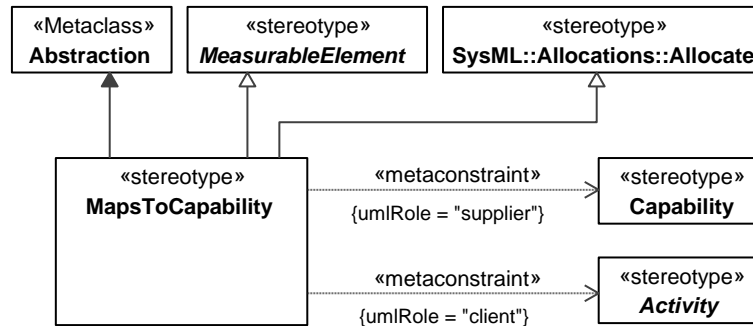 «Metaclass»
Abstraction
«stereotype»
MeasurableElement
«stereotype»
SysML::Allocations::Allocate
«stereotype»
MapsToCapability
«metaconstraint»
{umlRole = "supplier"}
«stereotype»
Capability
«metaconstraint»
{umlRole = "client"}
«stereotype»
Activity